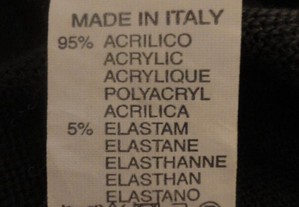 MADE IN ITALY
95% ACRILICO
ACRYLIC
ACRYLIQUE
POLYACRYL
ACRILICA
5% ELASTAM
ELASTANE
ELASTHANNE
ELASTHAN
ELASTANO